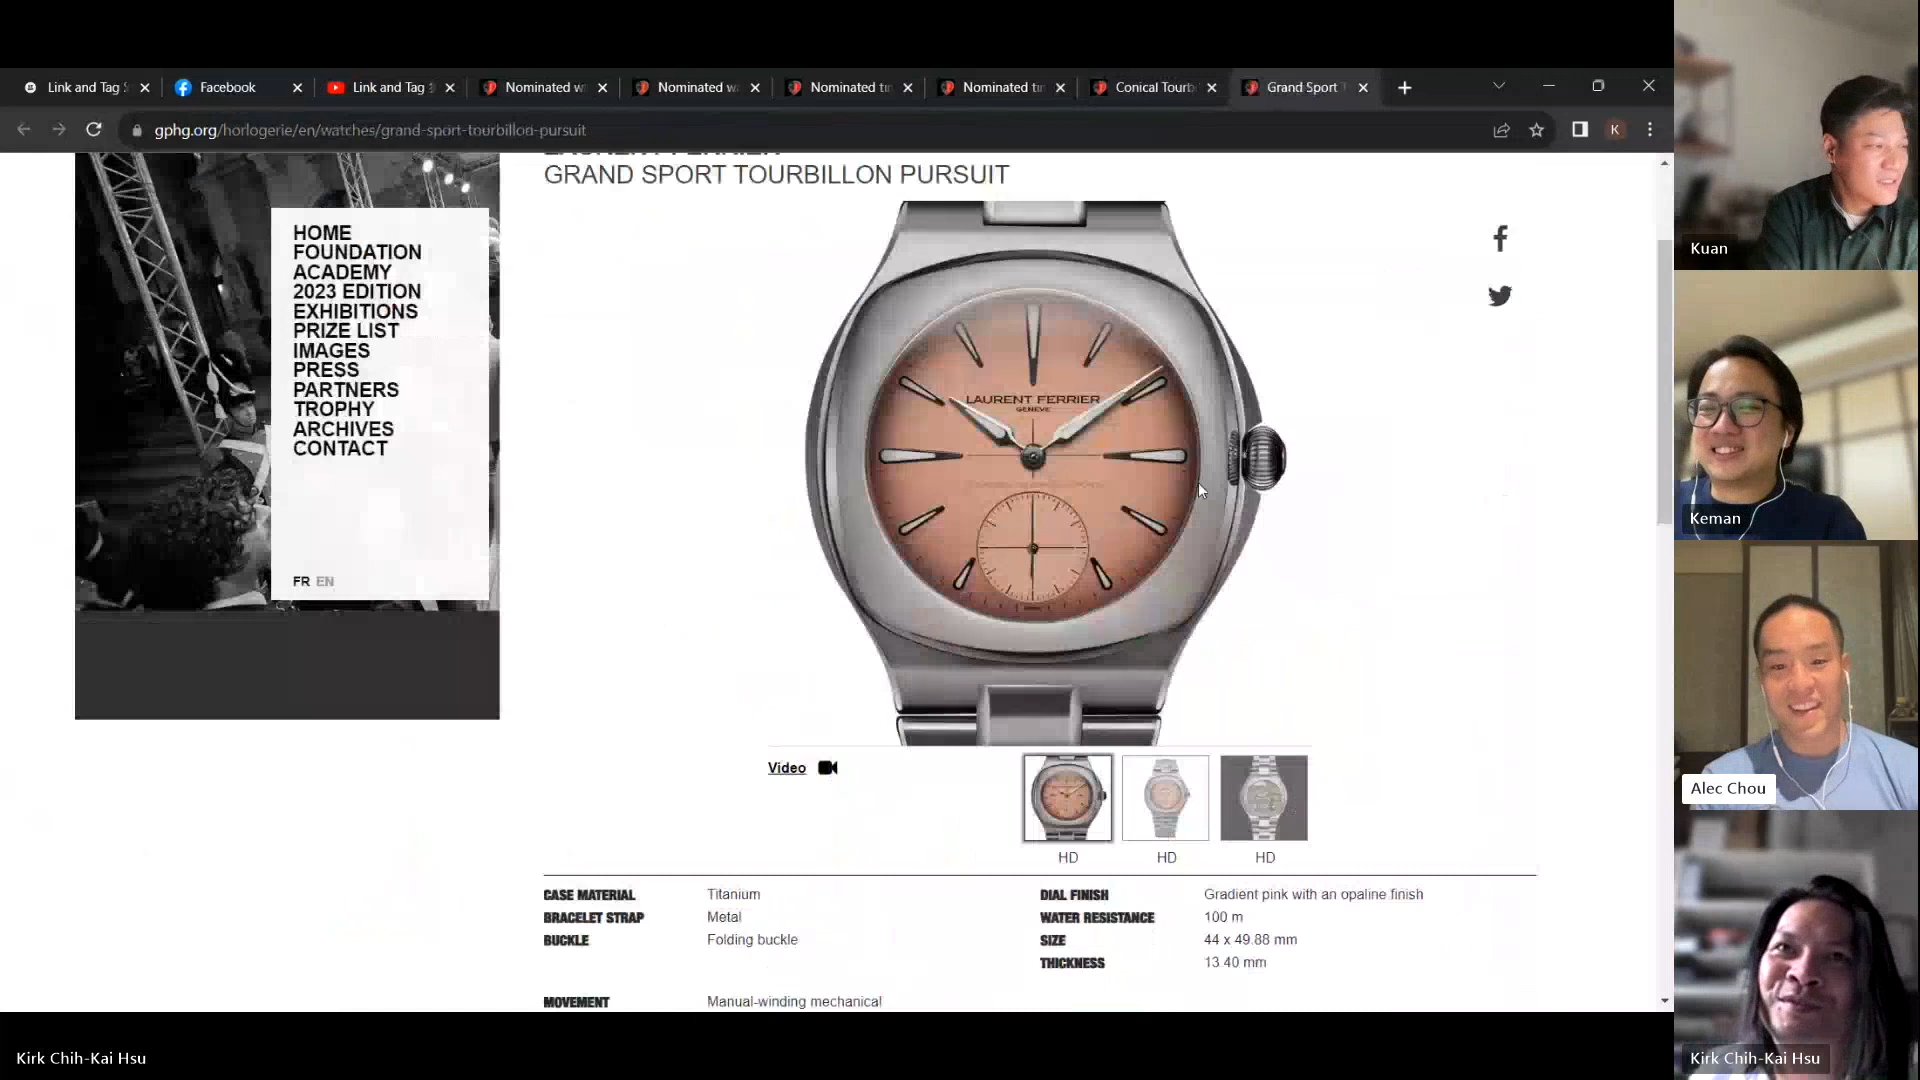 Link and Tag
Facebook
Link and Tag
Nominated w
Nominated w
Nominated tin
Nominated tin
Conical Tourb
Grand Sport T
gphg.org/horlogerie/en/watches/grand-sport-tourbillon-pursuit
K
LAURENT FERRIER
GRAND SPORT TOURBILLON PURSUIT
HOME
FOUNDATION
ACADEMY
2023 EDITION
EXHIBITIONS
PRIZE LIST
IMAGES
PRESS
PARTNERS
TROPHY
ARCHIVES
CONTACT
FR EN
LAURENT FERRIER
GENEVE
Video
HD
HD
HD
CASE MATERIAL Titanium
BRACELET STRAP Metal
BUCKLE Folding buckle
DIAL FINISH Gradient pink with an opaline finish
WATER RESISTANCE 100 m
SIZE 44 x 49.88 mm
THICKNESS 13.40 mm
MOVEMENT Manual-winding mechanical
Kuan
Keman
Alec Chou
Kirk Chih-Kai Hsu
Kirk Chih-Kai Hsu